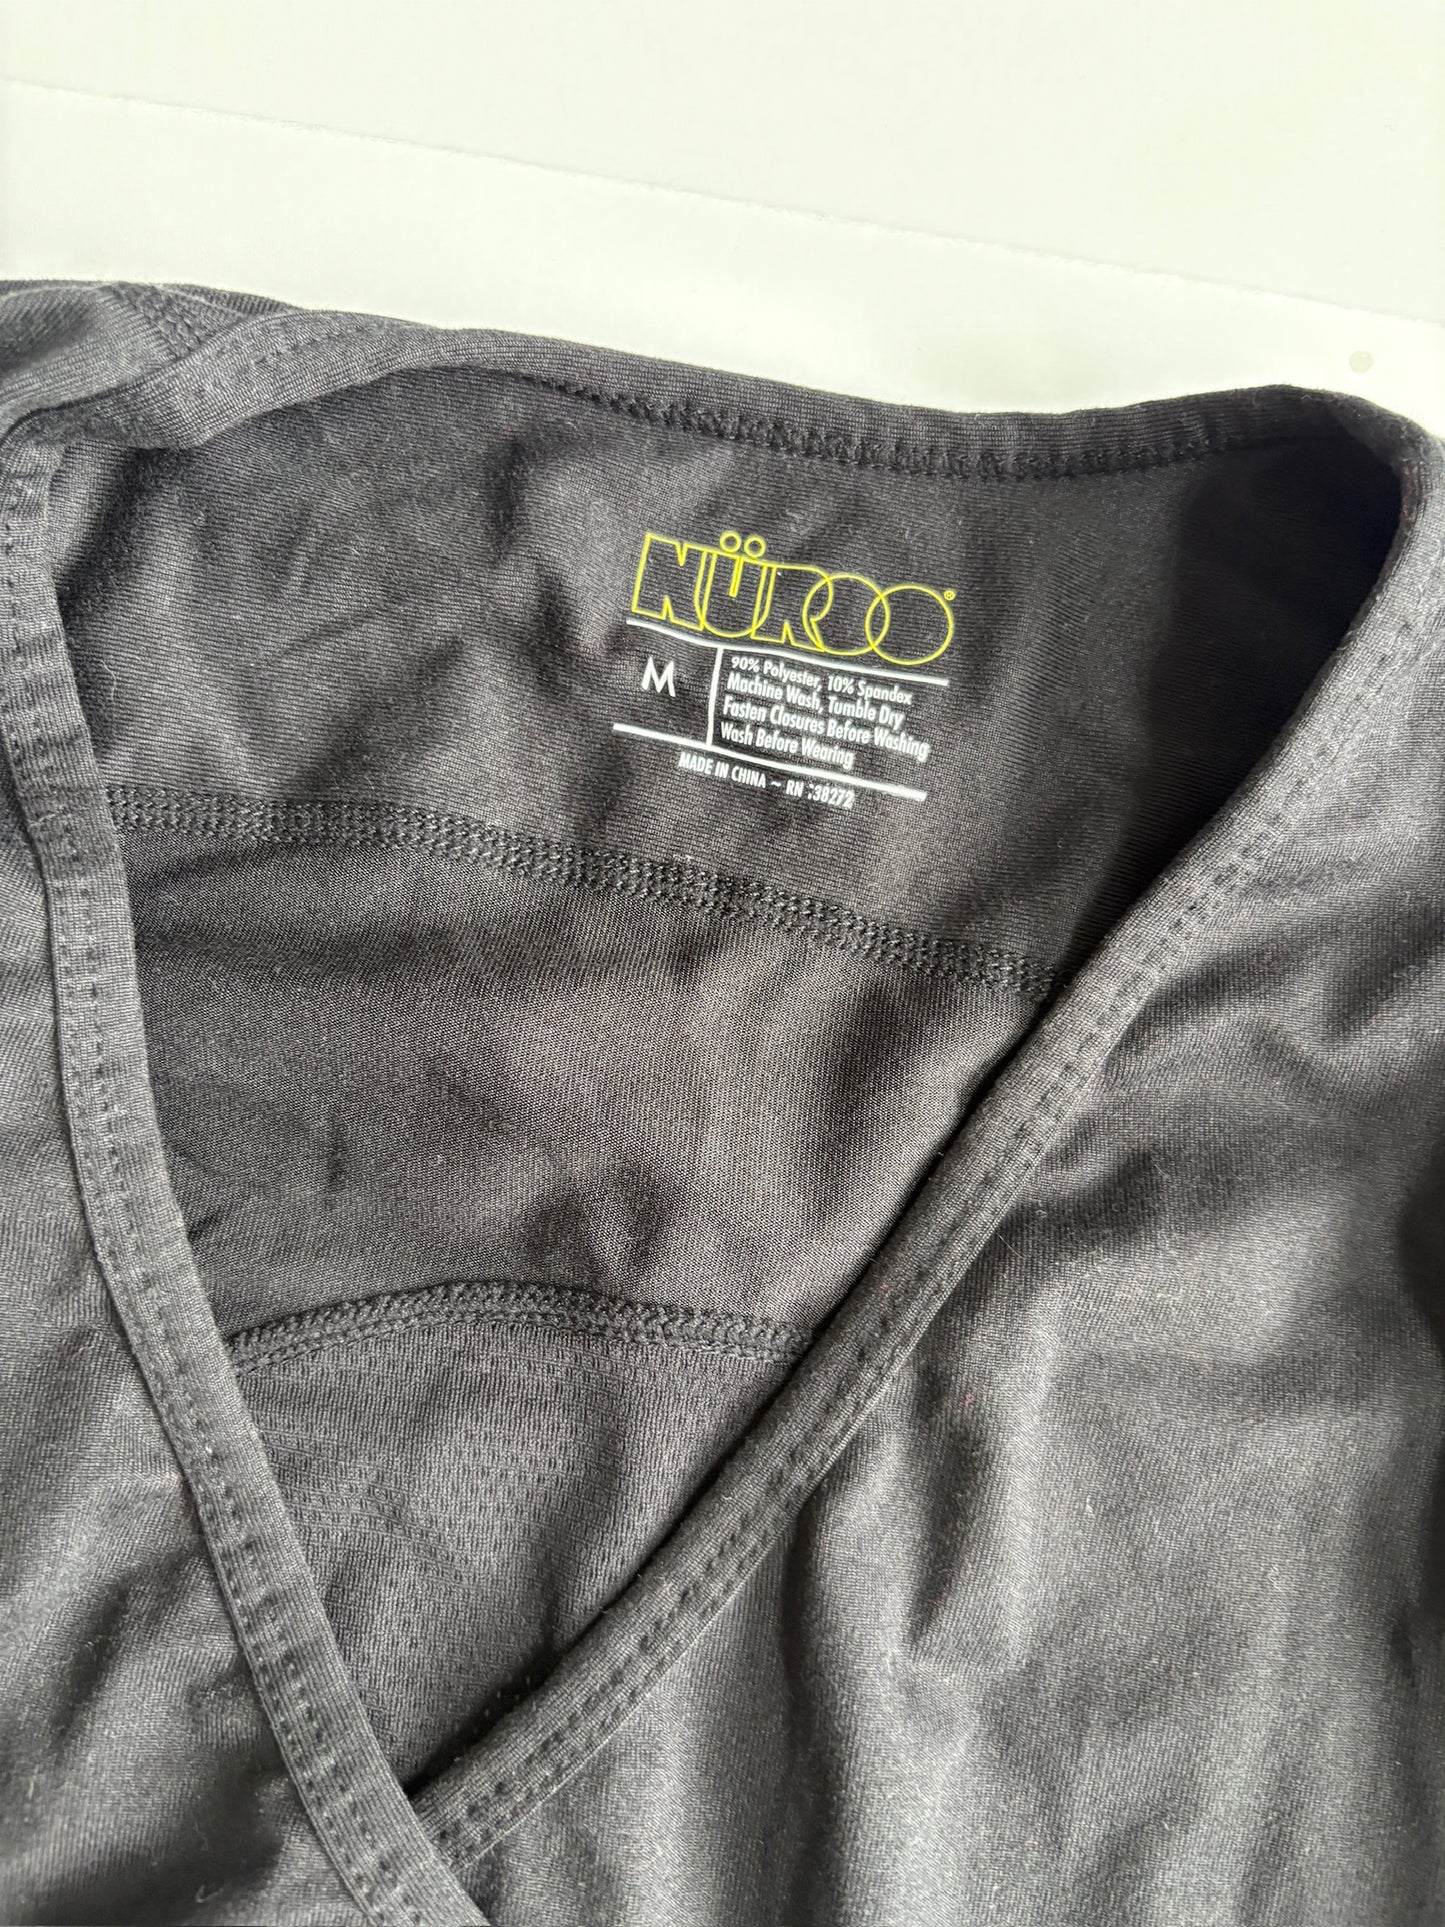 NÜROO®
M
90% Polyester, 10% Spandex
Machine Wash, Tumble Dry
Fasten Closures Before Washing
Wash Before Wearing
MADE IN CHINA ~ RN